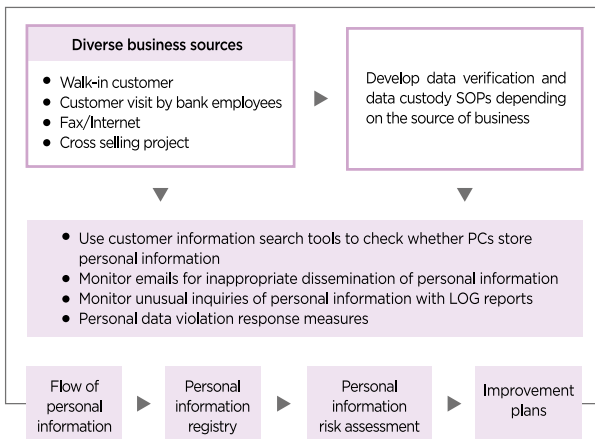 Diverse business sources
● Walk-in customer
● Customer visit by bank employees
● Fax/Internet
● Cross selling project
Develop data verification and
data custody SOPs depending
on the source of business
● Use customer information search tools to check whether PCs store
personal information
● Monitor emails for inappropriate dissemination of personal information
● Monitor unusual inquiries of personal information with LOG reports
● Personal data violation response measures
Flow of
personal
information
Personal
information
registry
Personal
information
risk assessment
Improvement
plans